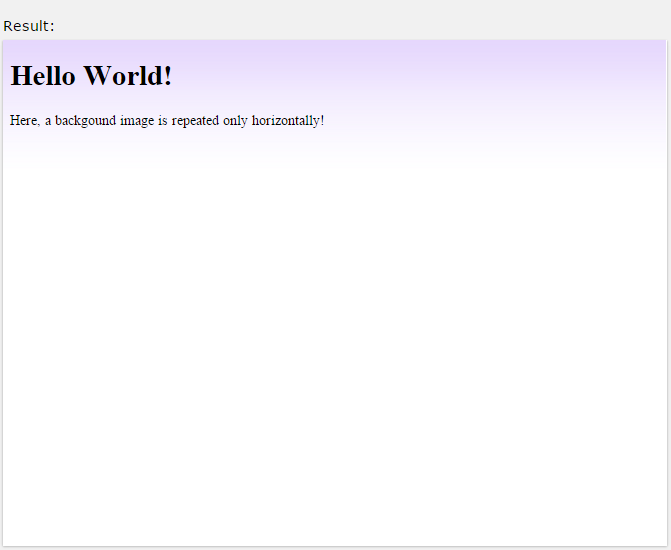 Result:
Hello World!
Here, a backgound image is repeated only horizontally!